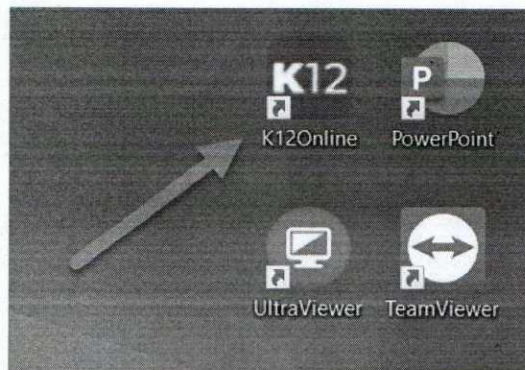 K12
P
K12Online PowerPoint
UltraViewer TeamViewer